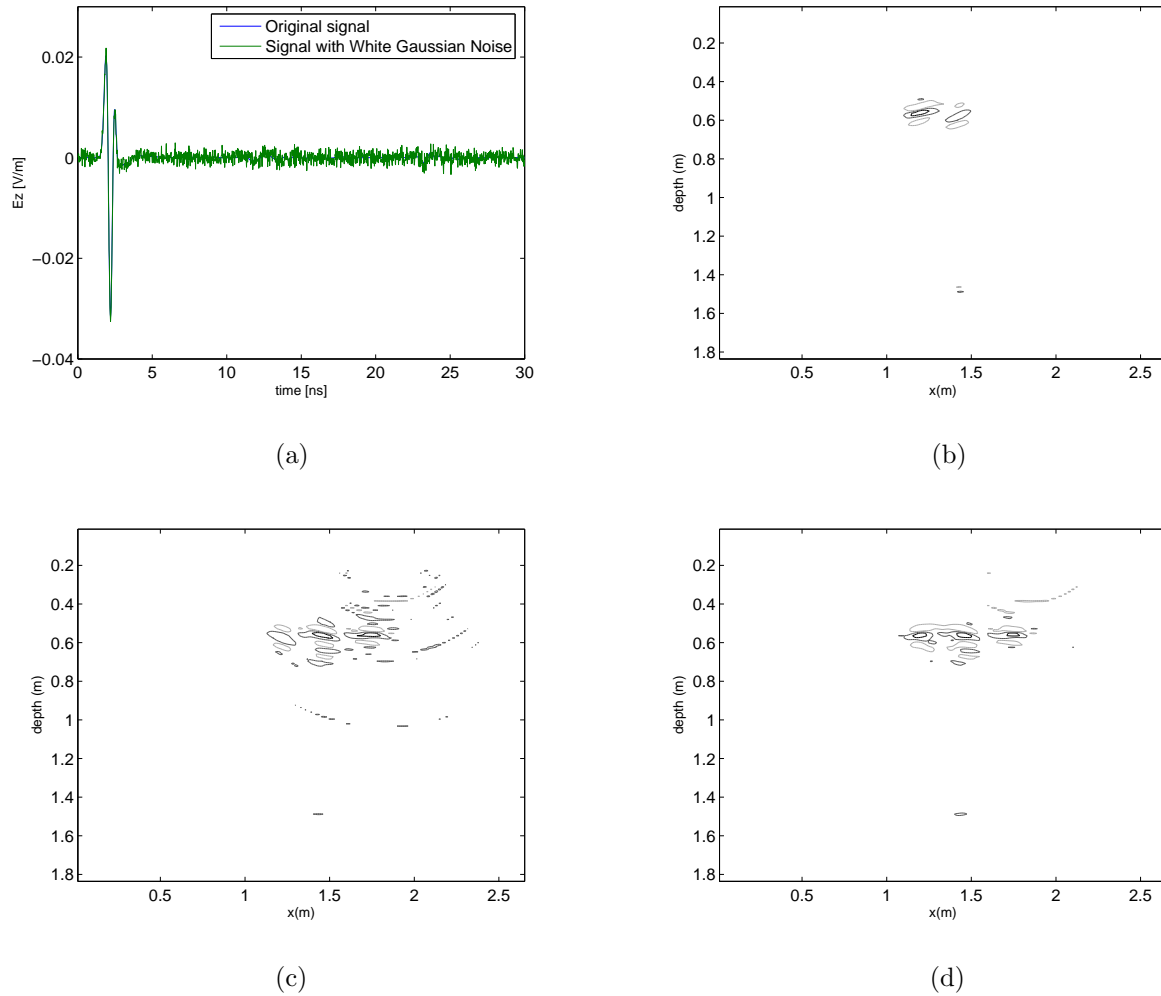 Original signal
Signal with White Gaussian Noise
0.02
0
−0.02
−0.04
Ez [V/m]
0 5 10 15 20 25 30
time [ns]
(a)
0.2
0.4
0.6
0.8
1
1.2
1.4
1.6
1.8
depth (m)
0.5 1 1.5 2 2.5
x(m)
(b)
0.2
0.4
0.6
0.8
1
1.2
1.4
1.6
1.8
depth (m)
0.5 1 1.5 2 2.5
x(m)
(c)
0.2
0.4
0.6
0.8
1
1.2
1.4
1.6
1.8
depth (m)
0.5 1 1.5 2 2.5
x(m)
(d)